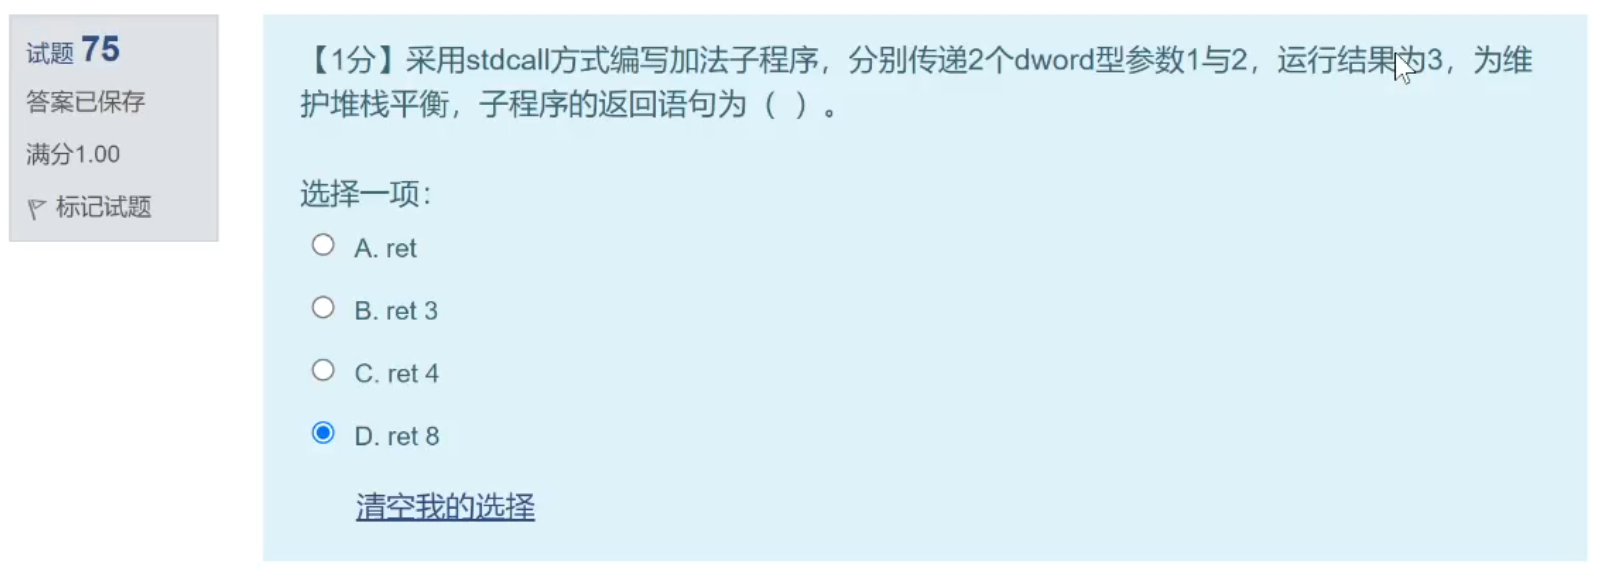 试题 75
答案已保存
满分1.00
标记试题
【1分】采用stdcall方式编写加法子程序，分别传递2个dword型参数1与2，运行结果为3，为维
护堆栈平衡，子程序的返回语句为（ ）。
选择一项：
A. ret
B. ret 3
C. ret 4
D. ret 8
清空我的选择